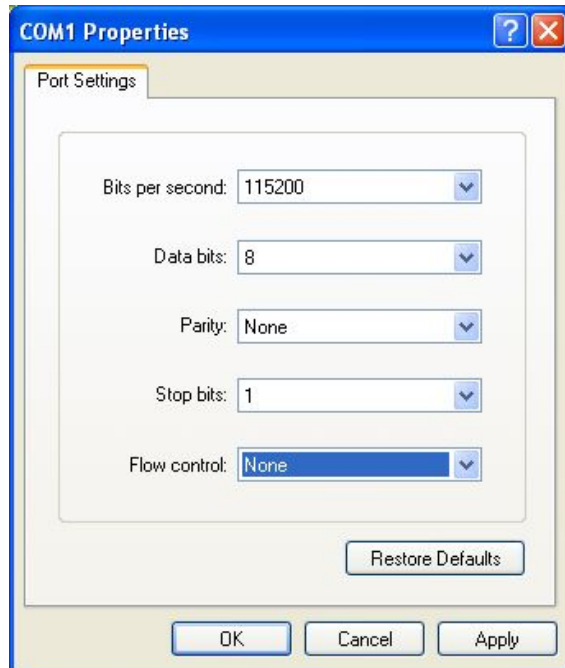 COM1 Properties
Port Settings
Bits per second: 115200
Data bits: 8
Parity: None
Stop bits: 1
Flow control: None
Restore Defaults
OK Cancel Apply